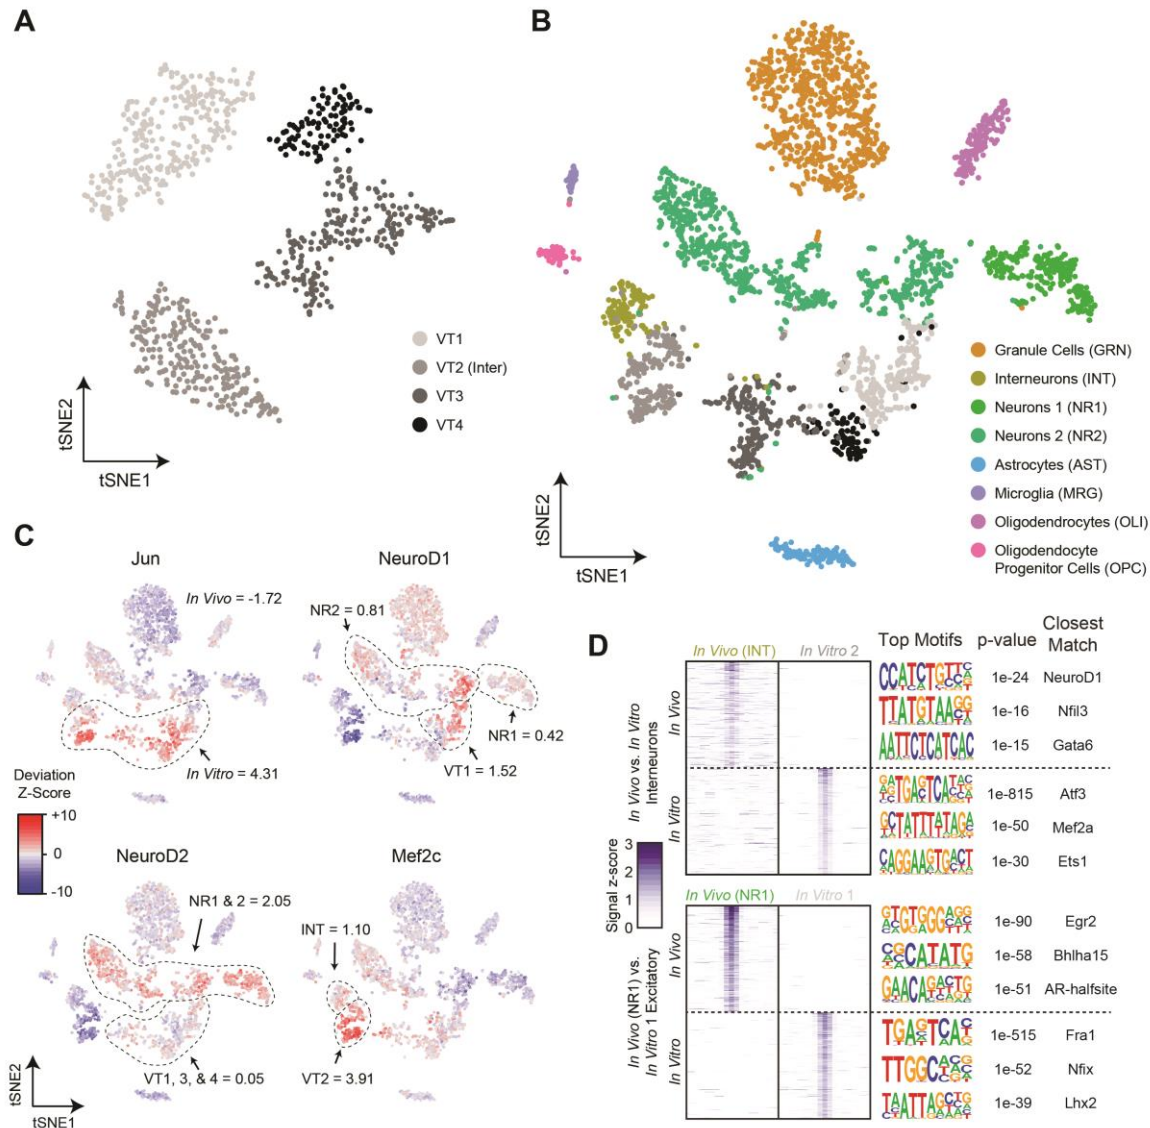 A
VT1
VT2 (Inter)
VT3
VT4
tSNE2
tSNE1
B
Granule Cells (GRN)
Interneurons (INT)
Neurons 1 (NR1)
Neurons 2 (NR2)
Astrocytes (AST)
Microglia (MRG)
Oligodendrocytes (OLI)
Oligodendocyte
Progenitor Cells (OPC)
tSNE2
tSNE1
C
Jun
In Vivo = -1.72
In Vitro = 4.31
NeuroD1
NR2 = 0.81
NR1 = 0.42
VT1 = 1.52
Deviation
Z-Score
+10
0
-10
NeuroD2
NR1 & 2 = 2.05
VT1, 3, & 4 = 0.05
Mef2c
INT = 1.10
VT2 = 3.91
tSNE2
tSNE1
D
In Vivo (INT)
In Vitro 2
Top Motifs
p-value
Closest
Match
In Vivo vs. In Vitro
Interneurons
In Vivo
In Vitro
1e-24
NeuroD1
1e-16
Nfil3
AATTCTCATCAC
1e-15
Gata6
1e-815
Atf3
1e-50
Mef2a
1e-30
Ets1
Signal z-score
3
2
1
0
In Vivo (NR1)
In Vitro 1
In Vivo (NR1) vs.
In Vitro 1 Excitatory
In Vivo
In Vitro
1e-90
Egr2
1e-58
Bhlha15
1e-51
AR-halfsite
1e-515
Fra1
1e-52
Nfix
1e-39
Lhx2